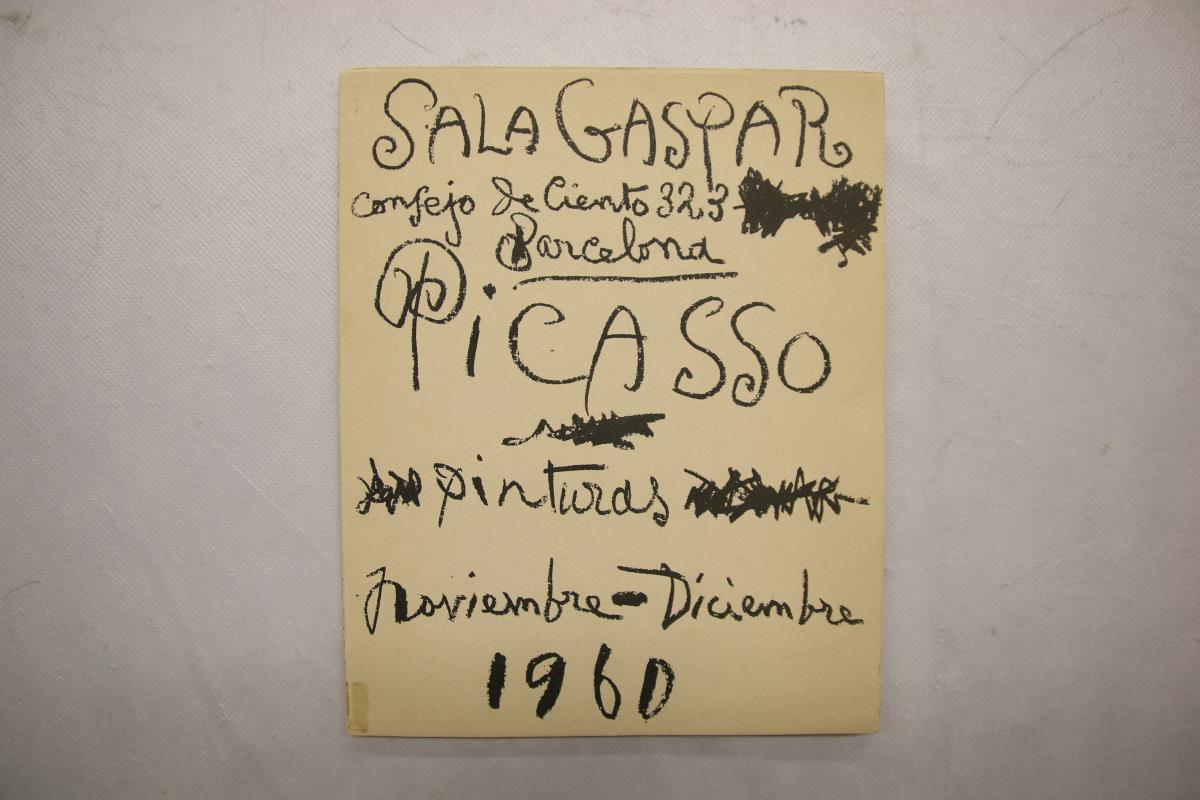 SALA GASPAR
consejo de Ciento 323
Barcelona
PiCASSO
pinturas
noviembre - Diciembre
1960